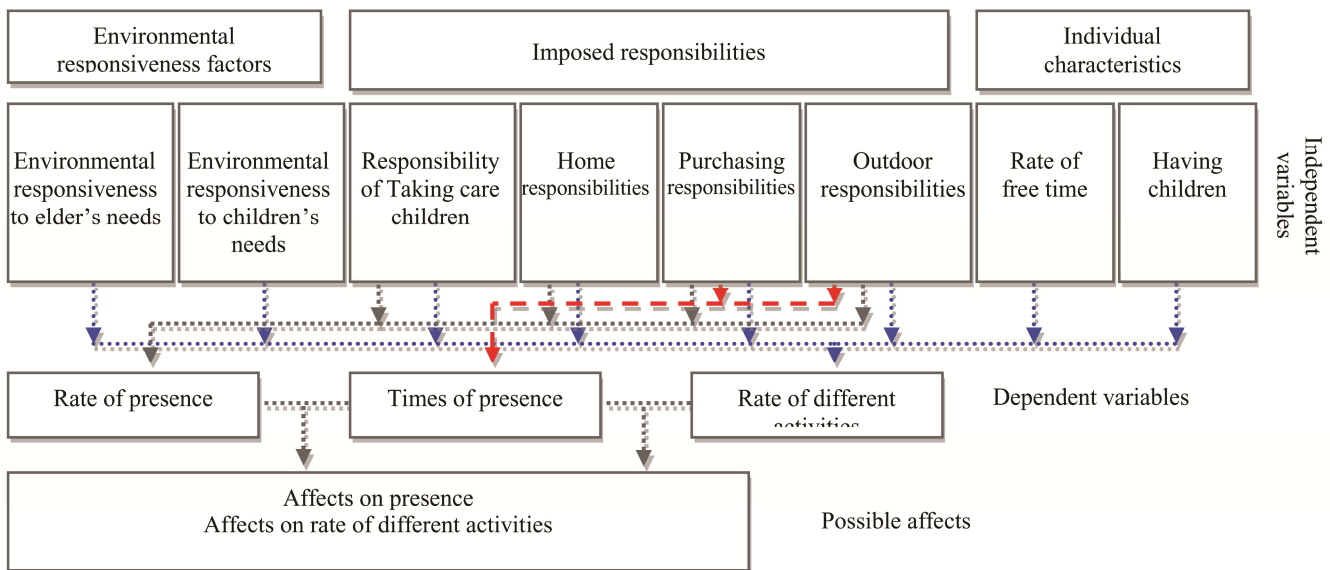 Environmental
responsiveness factors
Imposed responsibilities
Individual
characteristics
Environmental
responsiveness
to elder's needs
Environmental
responsiveness
to children's
needs
Responsibility
of Taking care
children
Home
responsibilities
Purchasing
responsibilities
Outdoor
responsibilities
Rate of
free time
Having
children
Independent
variables
Rate of presence
Times of presence
Rate of different
activities
Dependent variables
Affects on presence
Affects on rate of different activities
Possible affects